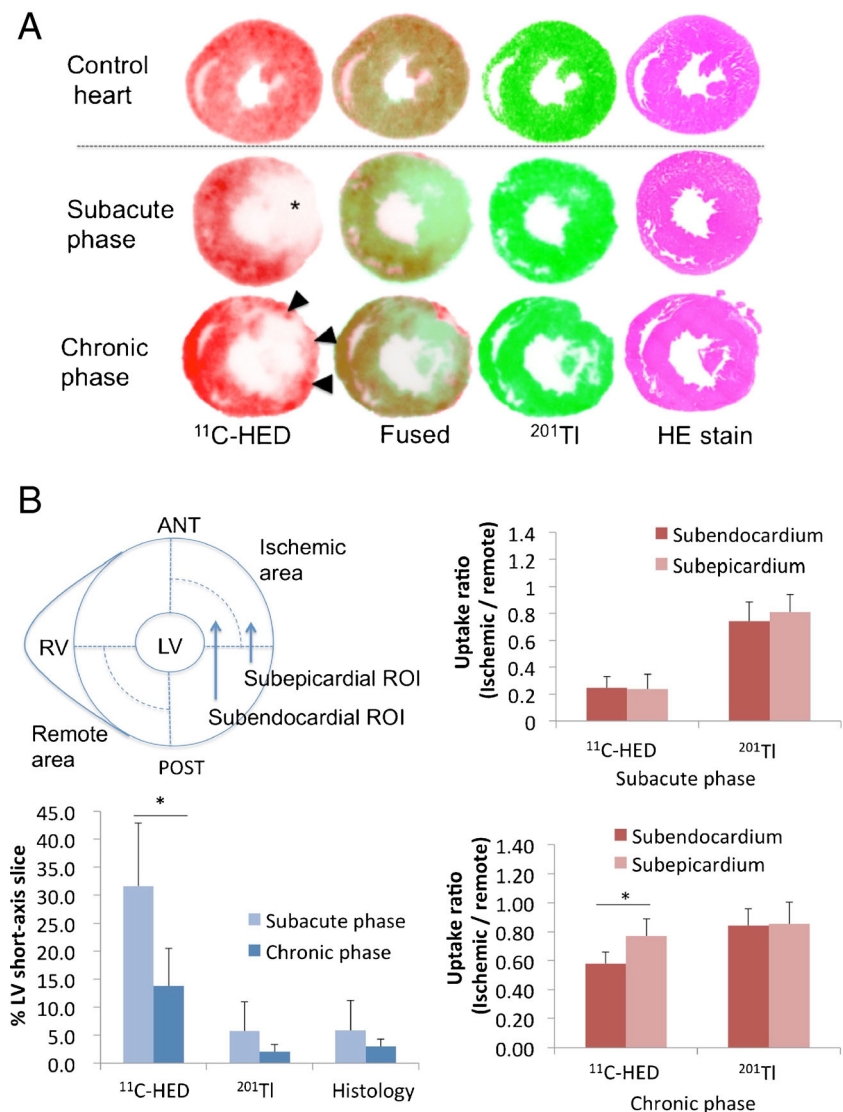 A
Control
heart
Subacute
phase
*
Chronic
phase
¹¹C-HED
Fused
²⁰¹Tl
HE stain
B
ANT
Ischemic
area
RV
LV
Subepicardial ROI
Subendocardial ROI
Remote
area
POST
Uptake ratio
(Ischemic / remote)
1.4
1.2
1
0.8
0.6
0.4
0.2
0
Subendocardium
Subepicardium
¹¹C-HED
²⁰¹Tl
Subacute phase
% LV short-axis slice
45.0
40.0
35.0
30.0
25.0
20.0
15.0
10.0
5.0
0.0
*
Subacute phase
Chronic phase
¹¹C-HED
²⁰¹Tl
Histology
Uptake ratio
(Ischemic / remote)
1.40
1.20
1.00
0.80
0.60
0.40
0.20
0.00
Subendocardium
Subepicardium
*
¹¹C-HED
²⁰¹Tl
Chronic phase